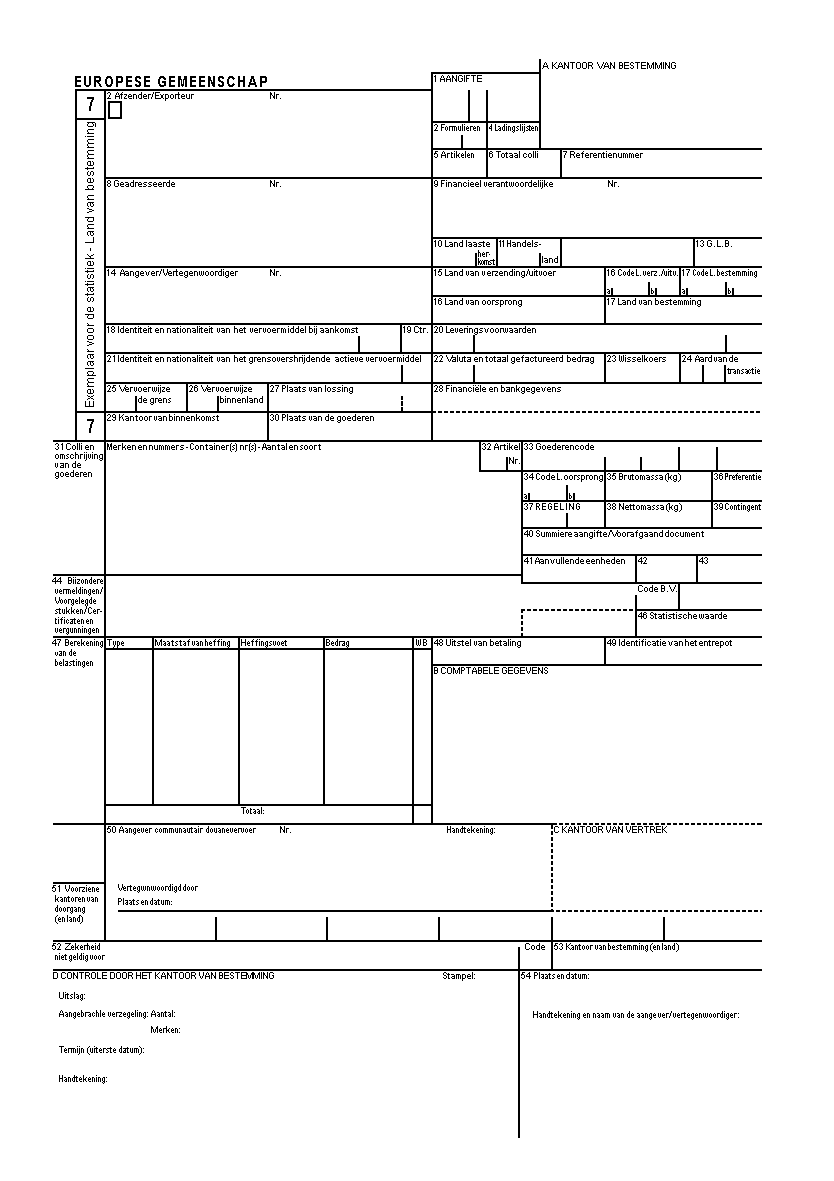 A KANTOOR VAN BESTEMMING
EUROPESE GEMEENSCHAP
1 AANGIFTE
7
2 Afzender/Exporteur Nr.
2 Formulieren 4 Ladingslijsten
5 Artikelen 6 Totaal colli 7 Referentienummer
Exemplaar voor de statistiek - Land van bestemming
8 Geadresseerde Nr.
9 Financieel verantwoordelijke Nr.
10 Land laaste her-komst 11 Handels-land 13 G.L.B.
14 Aangever/Vertegenwoordiger Nr.
15 Land van verzending/uitvoer 16 Code L. verz./uitv. 17 Code L. bestemming
a b a b
16 Land van oorsprong 17 Land van bestemming
18 Identiteit en nationaliteit van het vervoermiddel bij aankomst 19 Ctr. 20 Leveringsvoorwaarden
21 Identiteit en nationaliteit van het grensovershrijdende actieve vervoermiddel 22 Valuta en totaal gefactureerd bedrag 23 Wisselkoers 24 Aard van de
transactie
25 Vervoerwijze 26 Vervoerwijze 27 Plaats van lossing 28 Financiële en bankgegevens
de grens binnenland
7
29 Kantoor van binnenkomst 30 Plaats van de goederen
31 Colli en
omschrijving
van de
goederen
Merken en nummers - Container(s) nr(s) - Aantal en soort
32 Artikel 33 Goederencode
Nr.
34 Code L. oorsprong 35 Brutomassa (kg) 36 Preferentie
a b
37 REGELING 38 Nettomassa (kg) 39 Contingent
40 Summiere aangifte/Voorafgaand document
41 Aanvullende eenheden 42 43
44 Bijzondere
vermeldingen/
Voorgelegde
stukken/Cer-
tificaten en
vergunningen
Code B.V.
46 Statistische waarde
47 Berekening
van de
belastingen
Type Maatstaf van heffing Heffingsvoet Bedrag WB
48 Uitstel van betaling 49 Identificatie van het entrepot
B COMPTABELE GEGEVENS
Totaal:
50 Aangever communautair douanevervoer Nr. Handtekening:
C KANTOOR VAN VERTREK
Vertegwnwoordigd door
Plaats en datum:
51 Voorziene
kantoren van
doorgang
(en land)
52 Zekerheid
niet geldig voor
Code 53 Kantoor van bestemming (en land)
D CONTROLE DOOR HET KANTOOR VAN BESTEMMING Stampel:
54 Plaats en datum:
Uitslag:
Aangebrachle verzegeling: Aantal:
Merken:
Handtekening en naam van de aangever/vertegenwoordiger:
Termijn (uiterste datum):
Handtekening: